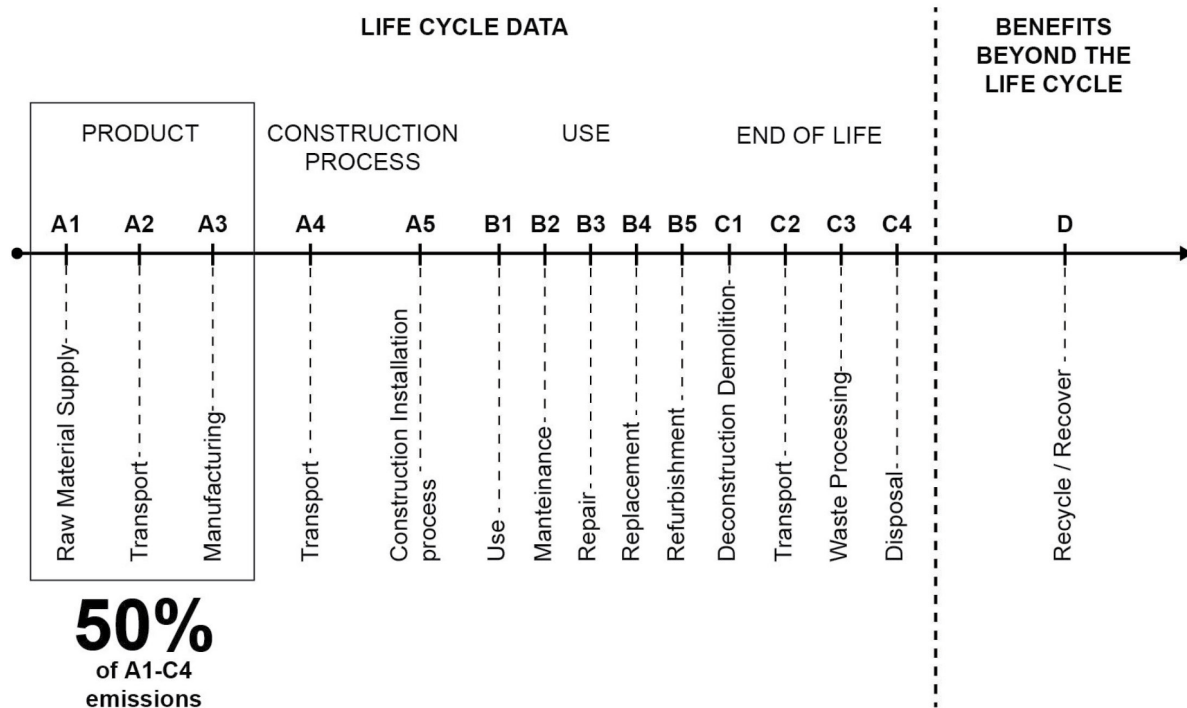 LIFE CYCLE DATA
BENEFITS
BEYOND THE
LIFE CYCLE
PRODUCT
CONSTRUCTION
PROCESS
USE
END OF LIFE
A1 A2 A3 A4 A5 B1 B2 B3 B4 B5 C1 C2 C3 C4 D
Raw Material Supply
Transport
Manufacturing
Transport
Construction Installation
process
Use
Manteinance
Repair
Replacement
Refurbishment
Deconstruction Demolition
Transport
Waste Processing
Disposal
Recycle / Recover
50%
of A1-C4
emissions